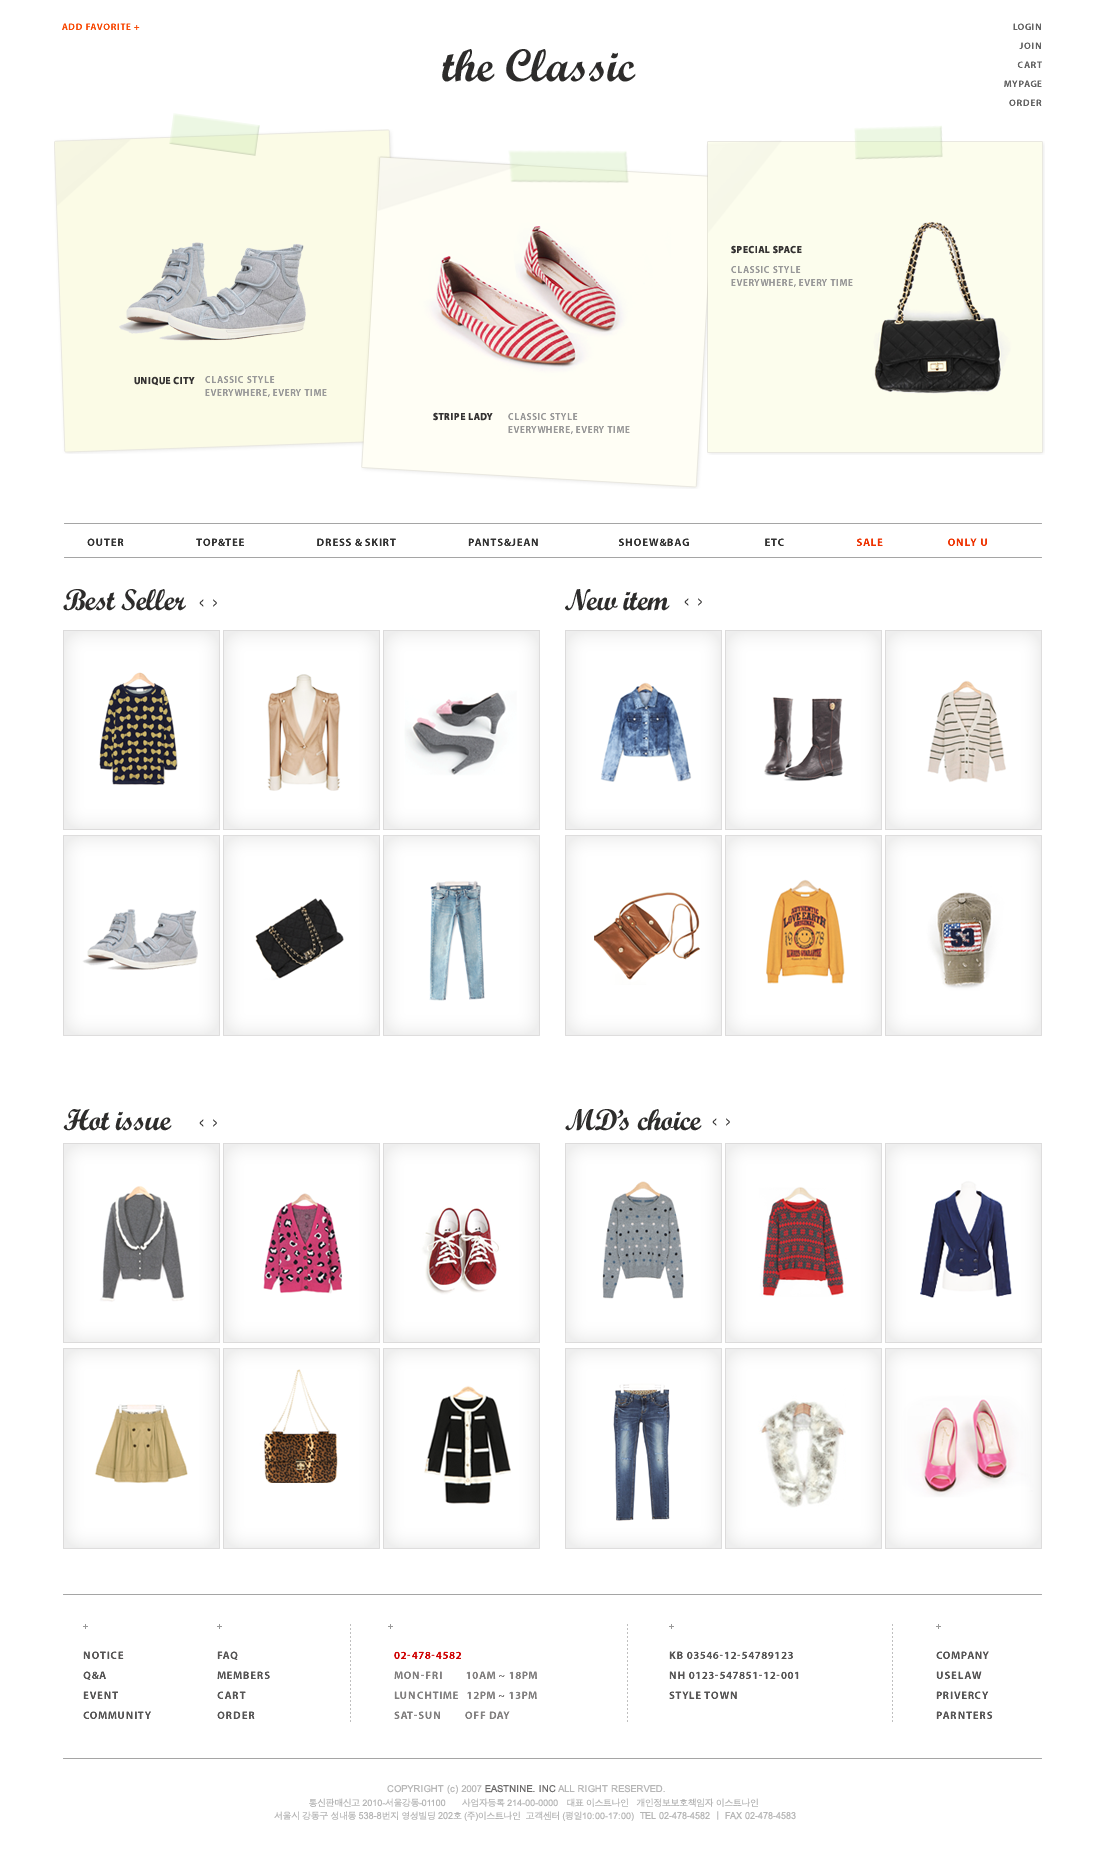 ADD FAVORITE +
LOGIN
JOIN
CART
MYPAGE
ORDER
the Classic
UNIQUE CITY CLASSIC STYLE
EVERYWHERE, EVERY TIME
STRIPE LADY CLASSIC STYLE
EVERYWHERE, EVERY TIME
SPECIAL SPACE
CLASSIC STYLE
EVERYWHERE, EVERY TIME
OUTER TOP&TEE DRESS & SKIRT PANTS&JEAN SHOEW&BAG ETC SALE ONLY U
Best Seller ‹ ›
New item ‹ ›
AUTHENTIC
LOVE EARTH
ORIGINAL
1978
53
Hot issue ‹ ›
MD's choice ‹ ›
+ + + + +
NOTICE FAQ 02-478-4582 KB 03546-12-54789123 COMPANY
Q&A MEMBERS MON-FRI 10AM ~ 18PM NH 0123-547851-12-001 USELAW
EVENT CART LUNCHTIME 12PM ~ 13PM STYLE TOWN PRIVERCY
COMMUNITY ORDER SAT-SUN OFF DAY PARNTERS
COPYRIGHT (c) 2007 EASTNINE. INC ALL RIGHT RESERVED.
통신판매신고 2010-서울강동-01100 사업자등록 214-00-0000 대표 이스트나인 개인정보보호책임자 이스트나인
서울시 강동구 성내동 538-8번지 영성빌딩 202호 (주)이스트나인 고객센터 (평일10:00-17:00) TEL 02-478-4582 | FAX 02-478-4583